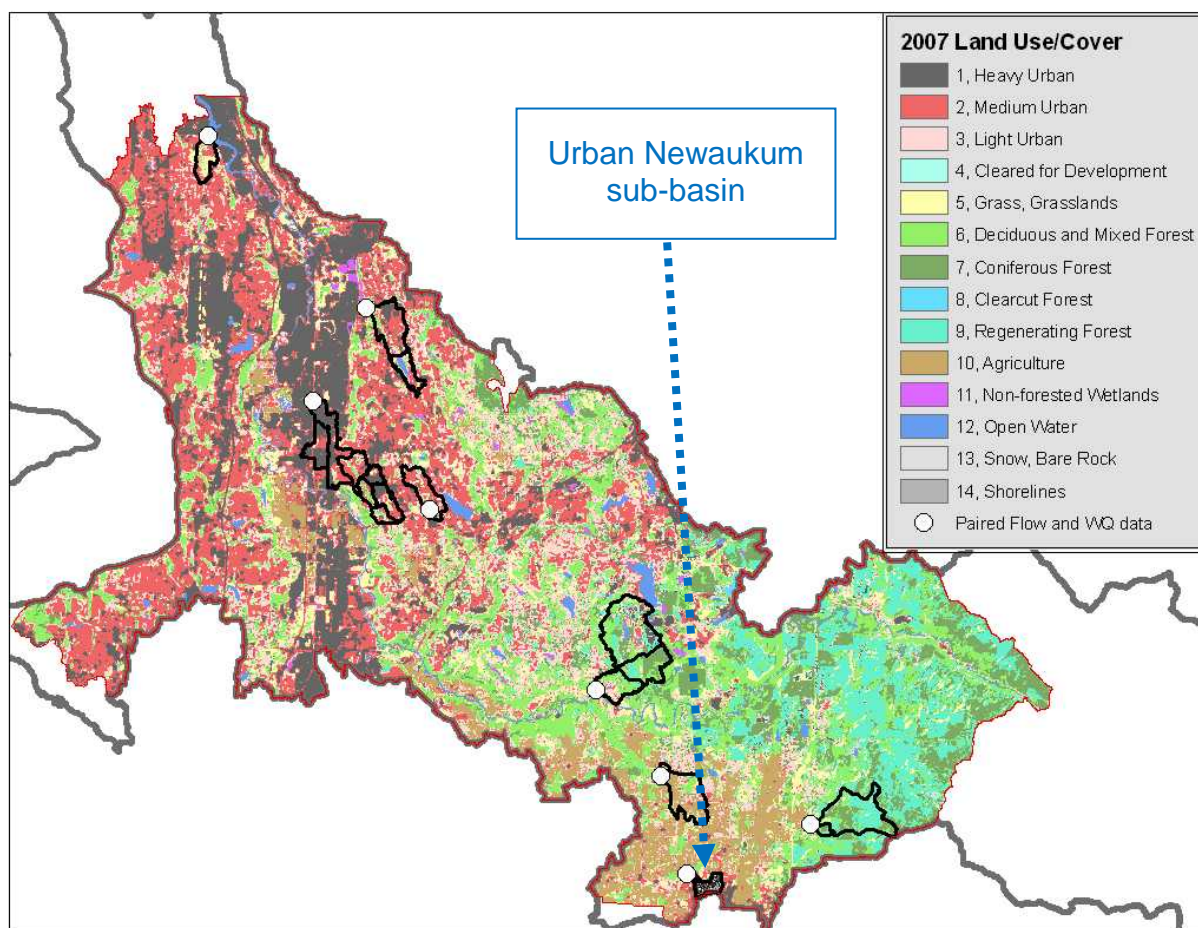 Urban Newaukum
sub-basin
2007 Land Use/Cover
1, Heavy Urban
2, Medium Urban
3, Light Urban
4, Cleared for Development
5, Grass, Grasslands
6, Deciduous and Mixed Forest
7, Coniferous Forest
8, Clearcut Forest
9, Regenerating Forest
10, Agriculture
11, Non-forested Wetlands
12, Open Water
13, Snow, Bare Rock
14, Shorelines
Paired Flow and WQ data